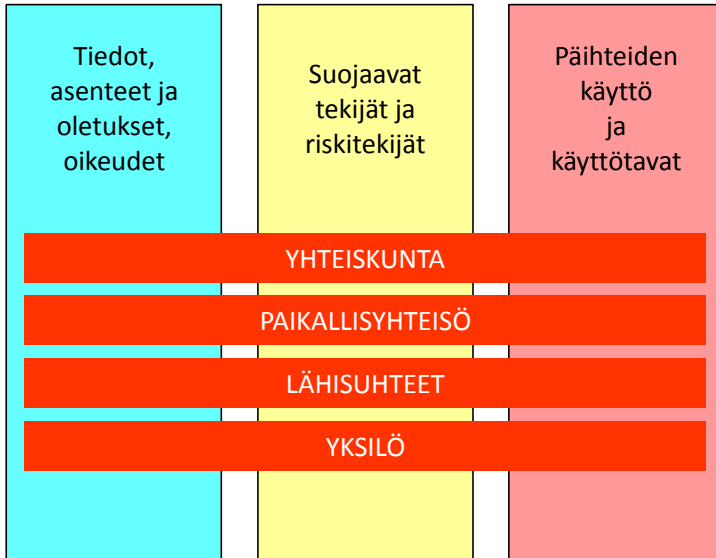 Tiedot,
asenteet ja
oletukset,
oikeudet
Suojaavat
tekijät ja
riskitekijät
Päihteiden
käyttö
ja
käyttötavat
YHTEISKUNTA
PAIKALLISYHTEISÖ
LÄHISUHTEET
YKSILÖ